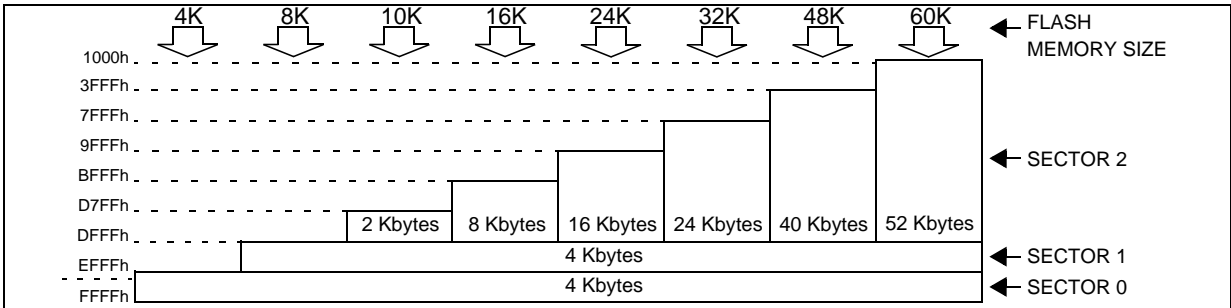 4K 8K 10K 16K 24K 32K 48K 60K
FLASH
MEMORY SIZE
1000h
3FFFh
7FFFh
9FFFh
SECTOR 2
BFFFh
D7FFh
2 Kbytes 8 Kbytes 16 Kbytes 24 Kbytes 40 Kbytes 52 Kbytes
DFFFh
4 Kbytes
SECTOR 1
EFFFh
4 Kbytes
SECTOR 0
FFFFh